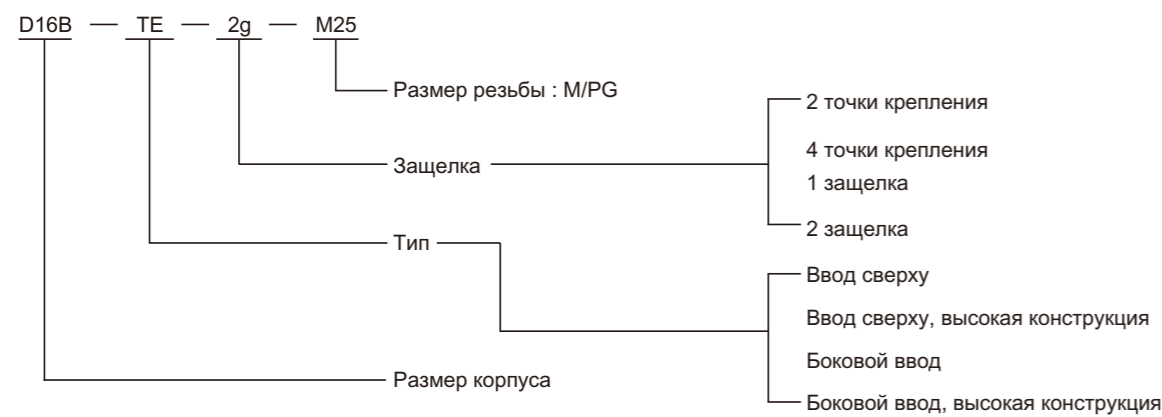 D16B — TE — 2g — M25
Размер резьбы : M/PG
2 точки крепления
4 точки крепления
Защелка
1 защелка
2 защелка
Тип
Ввод сверху
Ввод сверху, высокая конструкция
Боковой ввод
Размер корпуса
Боковой ввод, высокая конструкция